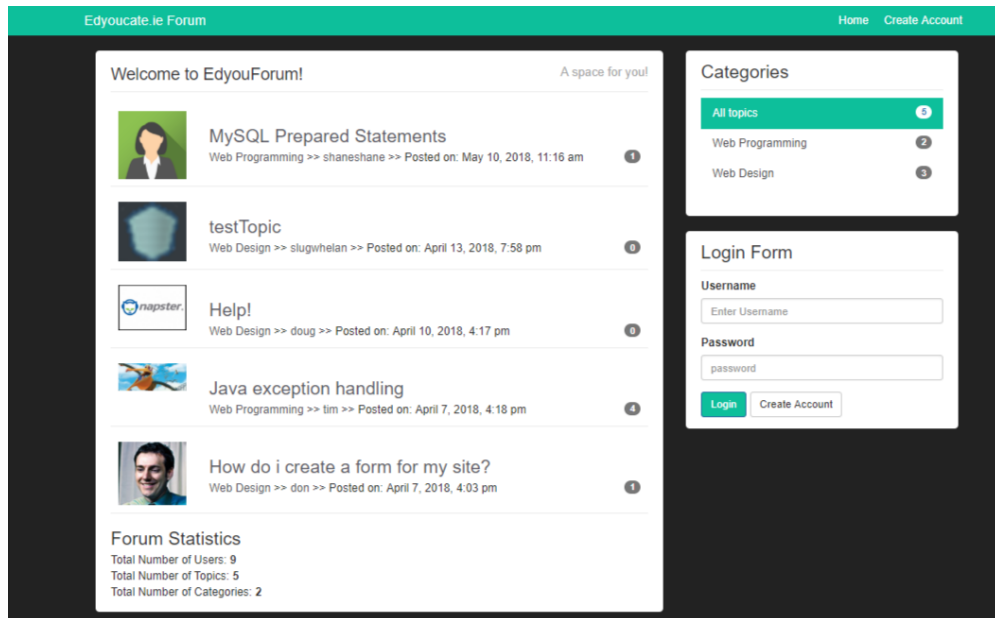 Edyoucate.ie Forum
Home Create Account
Welcome to EdyouForum! A space for you!
MySQL Prepared Statements
Web Programming >> shaneshane >> Posted on: May 10, 2018, 11:16 am 1
testTopic
Web Design >> slugwhelan >> Posted on: April 13, 2018, 7:58 pm 0
napster.
Help!
Web Design >> doug >> Posted on: April 10, 2018, 4:17 pm 0
Java exception handling
Web Programming >> tim >> Posted on: April 7, 2018, 4:18 pm 4
How do i create a form for my site?
Web Design >> don >> Posted on: April 7, 2018, 4:03 pm 1
Forum Statistics
Total Number of Users: 9
Total Number of Topics: 5
Total Number of Categories: 2
Categories
All topics 5
Web Programming 2
Web Design 3
Login Form
Username
Enter Username
Password
password
Login Create Account